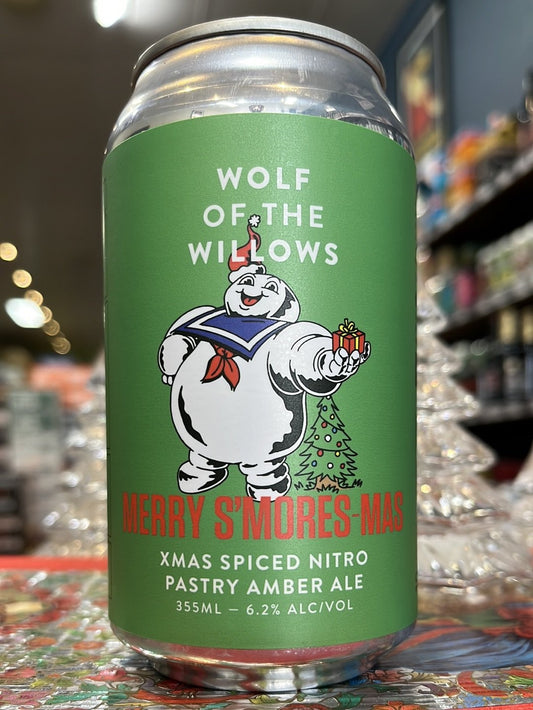 WOLF
OF THE
WILLOWS
MERRY S'MORES-MAS
XMAS SPICED NITRO
PASTRY AMBER ALE
355ML – 6.2% ALC/VOL